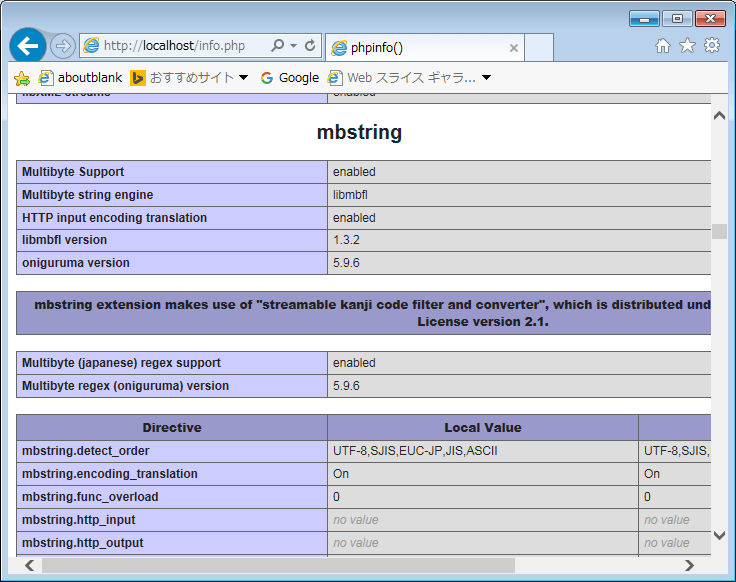 http://localhost/info.php
phpinfo()
aboutblank おすすめサイト Google Web スライス ギャラ...
libXML streams enabled
mbstring
Multibyte Support enabled
Multibyte string engine libmbfl
HTTP input encoding translation enabled
libmbfl version 1.3.2
oniguruma version 5.9.6
mbstring extension makes use of "streamable kanji code filter and converter", which is distributed und
License version 2.1.
Multibyte (japanese) regex support enabled
Multibyte regex (oniguruma) version 5.9.6
Directive Local Value
mbstring.detect_order UTF-8,SJIS,EUC-JP,JIS,ASCII UTF-8,SJIS,
mbstring.encoding_translation On On
mbstring.func_overload 0 0
mbstring.http_input no value no value
mbstring.http_output no value no value